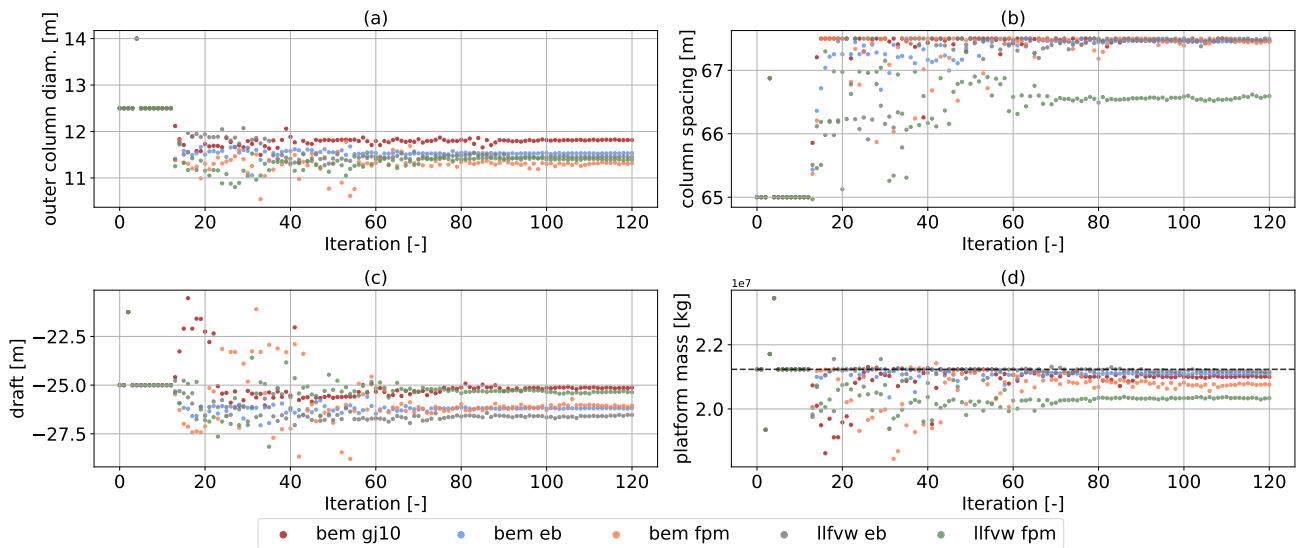 (a)
outer column diam. [m]
14
13
12
11
0 20 40 60 80 100 120
Iteration [-]
(b)
column spacing [m]
67
66
65
0 20 40 60 80 100 120
Iteration [-]
(c)
draft [m]
−22.5
−25.0
−27.5
0 20 40 60 80 100 120
Iteration [-]
(d)
1e7
platform mass [kg]
2.2
2.0
0 20 40 60 80 100 120
Iteration [-]
bem gj10 bem eb bem fpm llfvw eb llfvw fpm